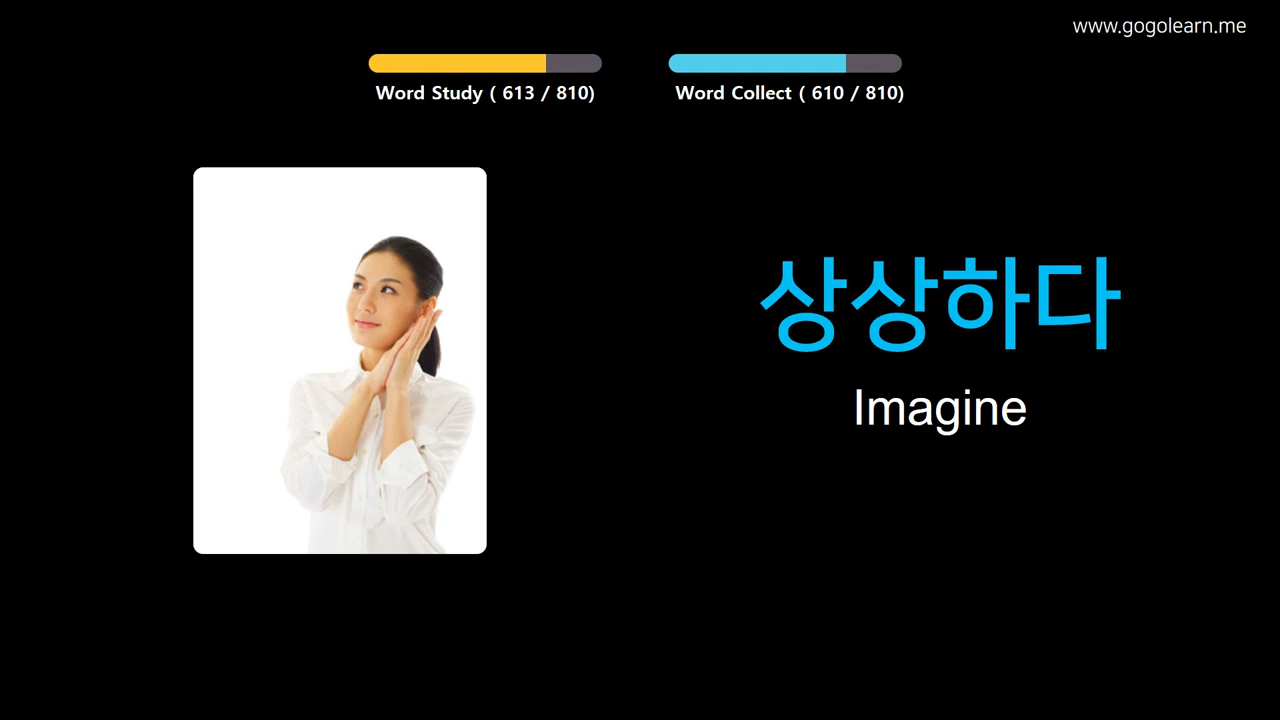 www.gogolearn.me
Word Study ( 613 / 810)
Word Collect ( 610 / 810)
상상하다
Imagine